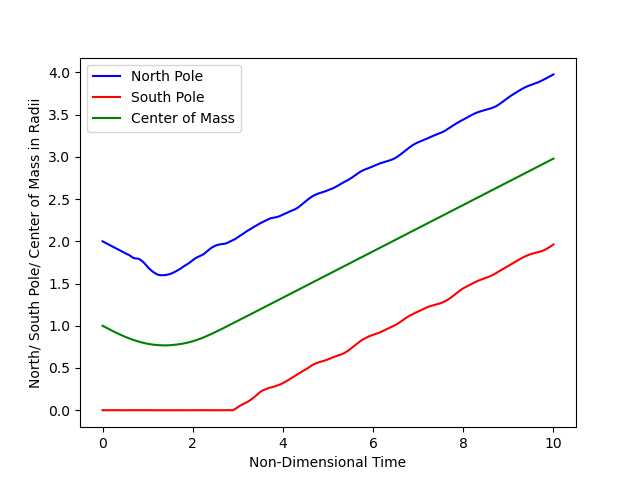 North Pole
South Pole
Center of Mass
North/ South Pole/ Center of Mass in Radii
4.0
3.5
3.0
2.5
2.0
1.5
1.0
0.5
0.0
0 2 4 6 8 10
Non-Dimensional Time